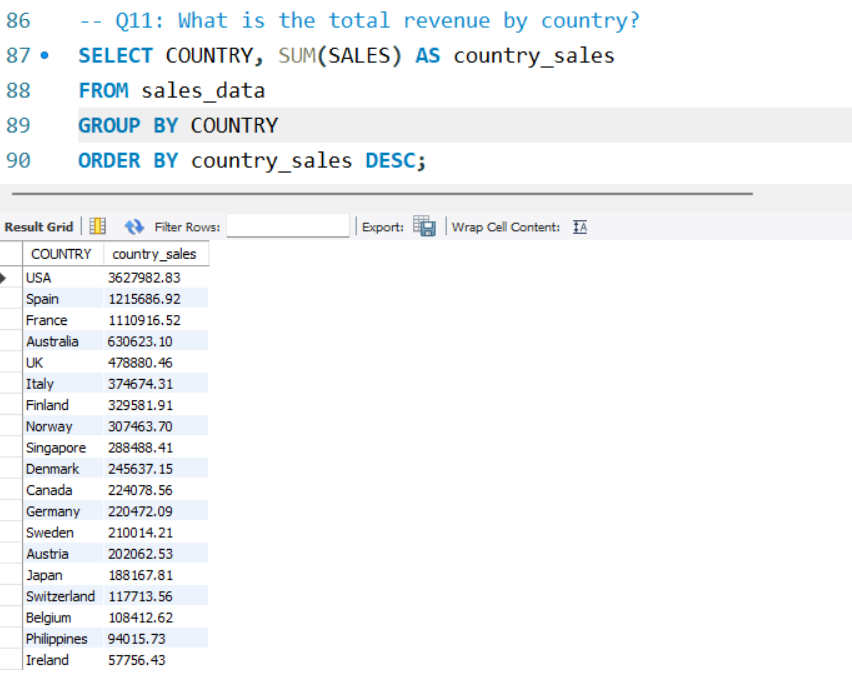 86 -- Q11: What is the total revenue by country?
87 SELECT COUNTRY, SUM(SALES) AS country_sales
88 FROM sales_data
89 GROUP BY COUNTRY
90 ORDER BY country_sales DESC;
Result Grid Filter Rows: Export: Wrap Cell Content: IA
COUNTRY country_sales
USA 3627982.83
Spain 1215686.92
France 1110916.52
Australia 630623.10
UK 478880.46
Italy 374674.31
Finland 329581.91
Norway 307463.70
Singapore 288488.41
Denmark 245637.15
Canada 224078.56
Germany 220472.09
Sweden 210014.21
Austria 202062.53
Japan 188167.81
Switzerland 117713.56
Belgium 108412.62
Philippines 94015.73
Ireland 57756.43